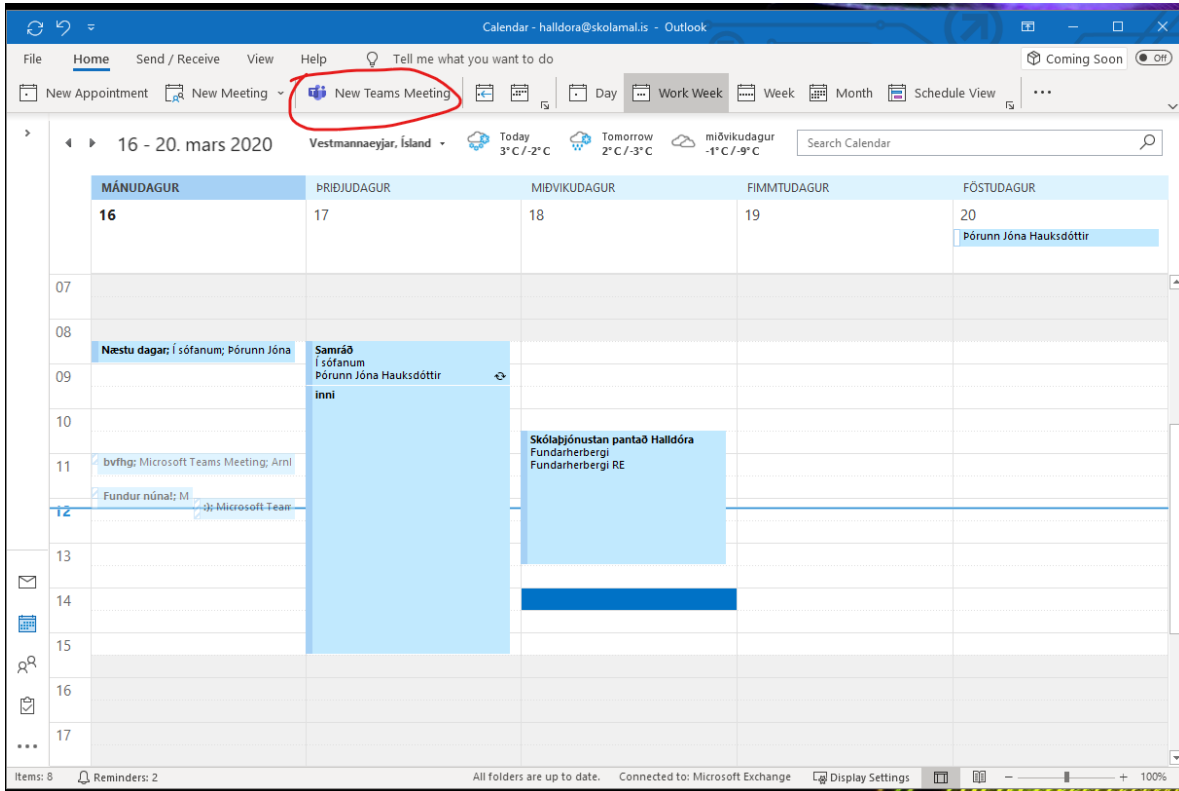 Calendar - halldora@skolamal.is - Outlook
File Home Send / Receive View Help Tell me what you want to do Coming Soon Off
New Appointment New Meeting New Teams Meeting Day Work Week Week Month Schedule View ...
16 - 20. mars 2020 Vestmannaeyjar, Ísland Today 3°C/-2°C Tomorrow 2°C/-3°C miðvikudagur -1°C/-9°C Search Calendar
MÁNUDAGUR ÞRIÐJUDAGUR MIÐVIKUDAGUR FIMMTUDAGUR FÖSTUDAGUR
16 17 18 19 20
Þórunn Jóna Hauksdóttir
07
08
Næstu dagar; Í sófanum; Þórunn Jóna Samráð
Í sófanum
09 Þórunn Jóna Hauksdóttir
inni
10
Skólaþjónustan pantað Halldóra
Fundarherbergi
11 bvfhg; Microsoft Teams Meeting; Arnl Fundarherbergi RE
Fundur núna!; M
12 :); Microsoft Team
13
14
15
16
17
Items: 8 Reminders: 2 All folders are up to date. Connected to: Microsoft Exchange Display Settings - + 100%